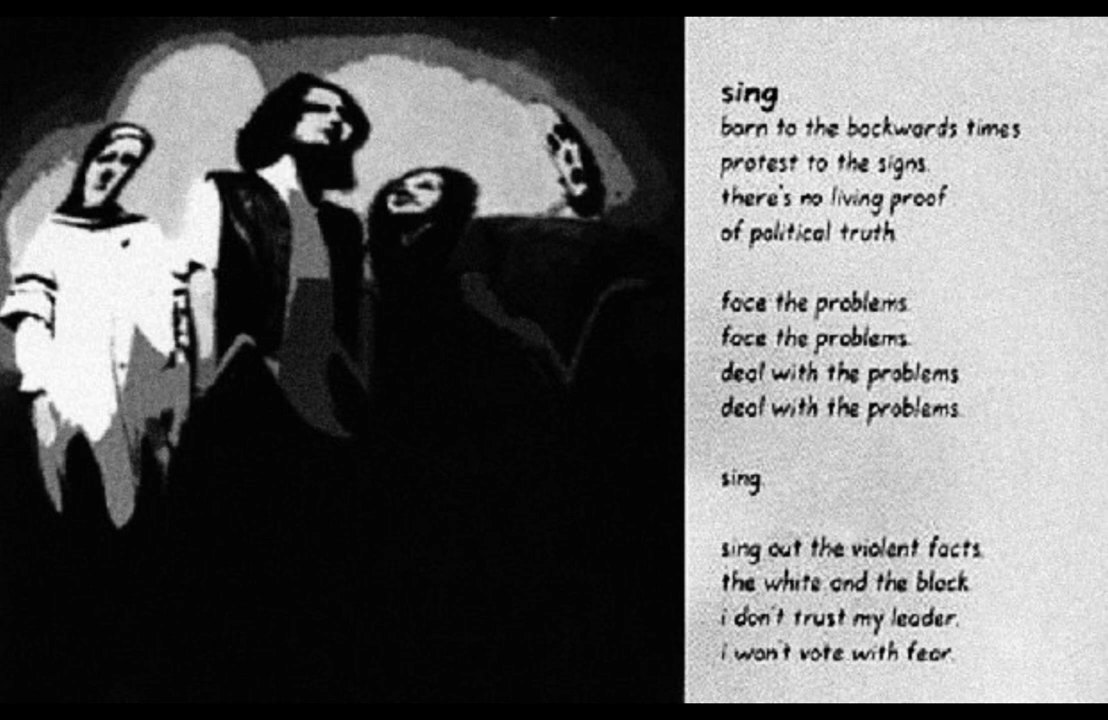 sing
born to the backwards times
protest to the signs.
there's no living proof
of political truth

face the problems.
face the problems.
deal with the problems
deal with the problems.

sing.

sing out the violent facts.
the white and the black.
i don't trust my leader.
i won't vote with fear.